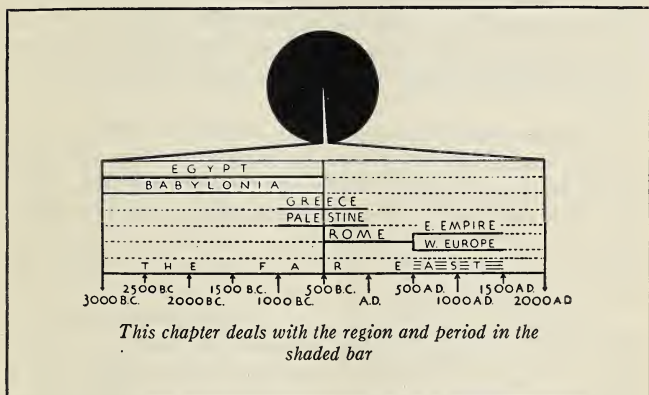 EGYPT
BABYLONIA
GREECE
PALESTINE
ROME
E. EMPIRE
W. EUROPE
THE FAR EAST
3000 B.C. 2500 B.C 2000 B.C. 1500 B.C. 1000 B.C. 500 B.C. A.D. 500 A.D. 1000 A.D. 1500 A.D. 2000 A D
This chapter deals with the region and period in the
shaded bar